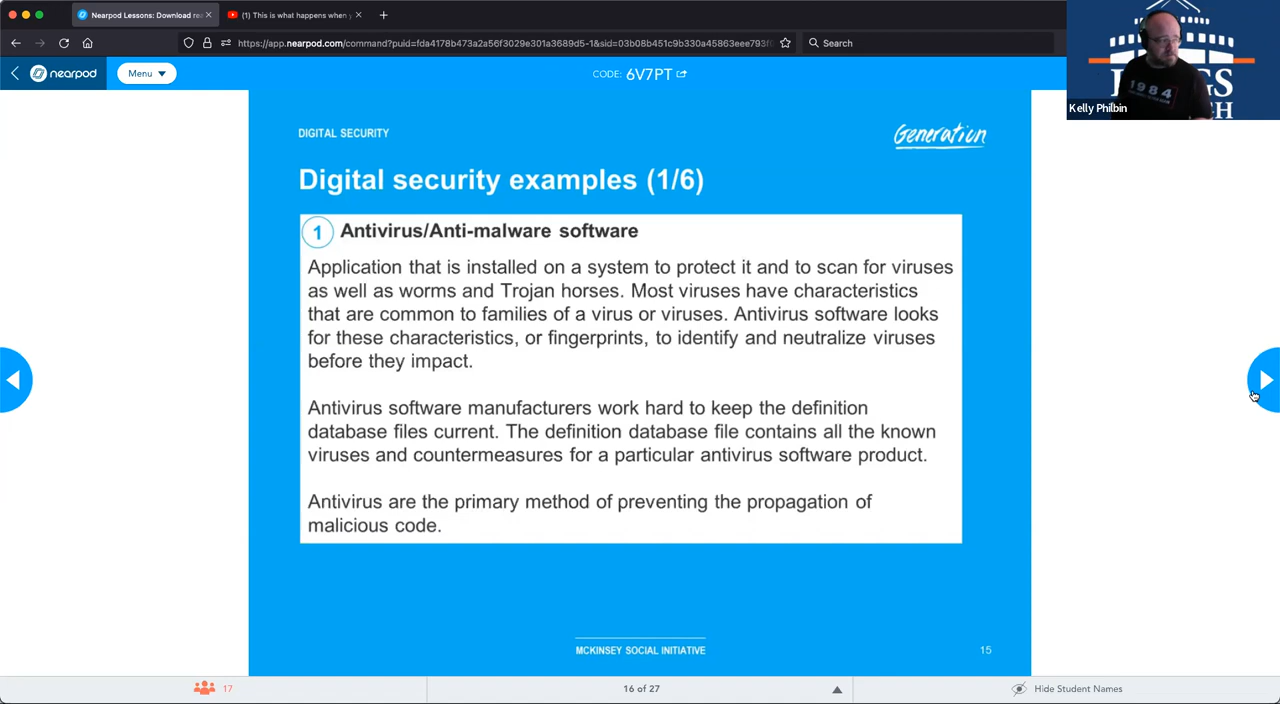 Nearpod Lessons: Download rea
(1) This is what happens when
https://app.nearpod.com/command?puid=fda4178b473a2a56f3029e301a3689d5-1&sid=03b08b451c9b330a45863eee793f
Search
nearpod
Menu
CODE: 6V7PT
1984
GS
CH
Kelly Philbin
DIGITAL SECURITY
Generation
Digital security examples (1/6)
1 Antivirus/Anti-malware software
Application that is installed on a system to protect it and to scan for viruses
as well as worms and Trojan horses. Most viruses have characteristics
that are common to families of a virus or viruses. Antivirus software looks
for these characteristics, or fingerprints, to identify and neutralize viruses
before they impact.
Antivirus software manufacturers work hard to keep the definition
database files current. The definition database file contains all the known
viruses and countermeasures for a particular antivirus software product.
Antivirus are the primary method of preventing the propagation of
malicious code.
MCKINSEY SOCIAL INITIATIVE
15
17
16 of 27
Hide Student Names